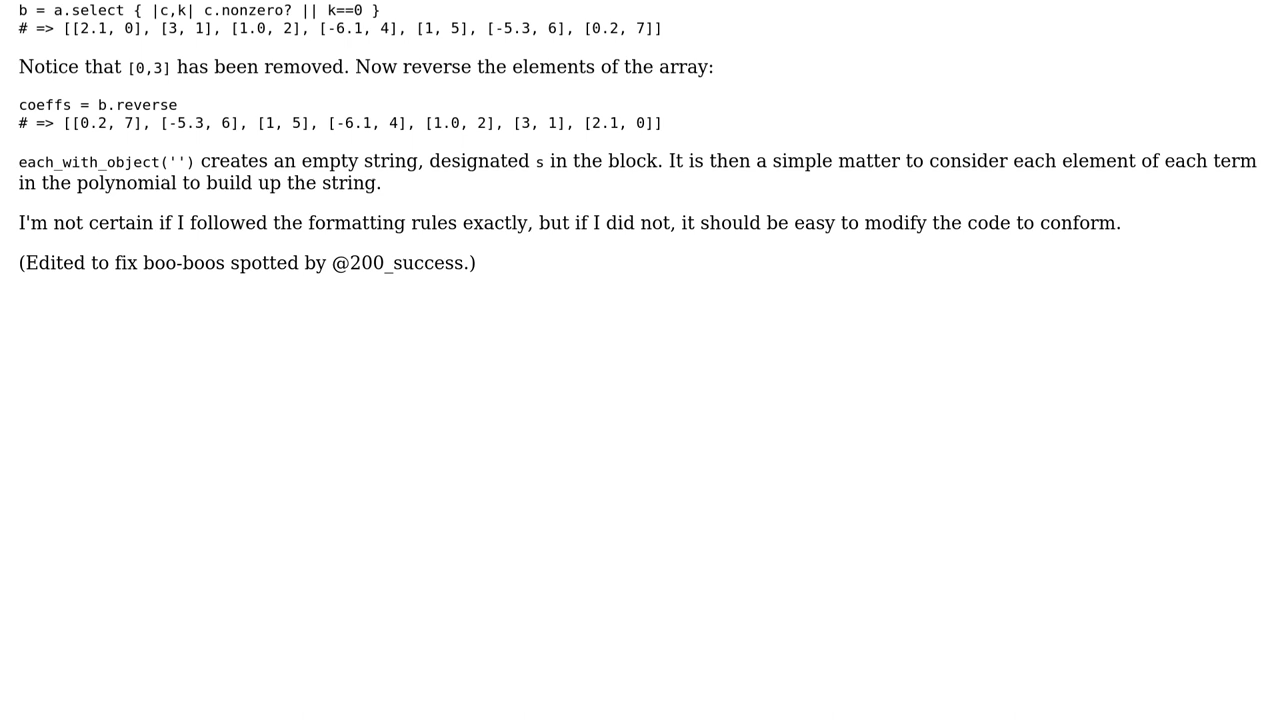 b = a.select { |c,k| c.nonzero? || k==0 }
# => [[2.1, 0], [3, 1], [1.0, 2], [-6.1, 4], [1, 5], [-5.3, 6], [0.2, 7]]
Notice that [0,3] has been removed. Now reverse the elements of the array:
coeffs = b.reverse
# => [[0.2, 7], [-5.3, 6], [1, 5], [-6.1, 4], [1.0, 2], [3, 1], [2.1, 0]]
each_with_object('') creates an empty string, designated s in the block. It is then a simple matter to consider each element of each term
in the polynomial to build up the string.
I'm not certain if I followed the formatting rules exactly, but if I did not, it should be easy to modify the code to conform.
(Edited to fix boo-boos spotted by @200_success.)